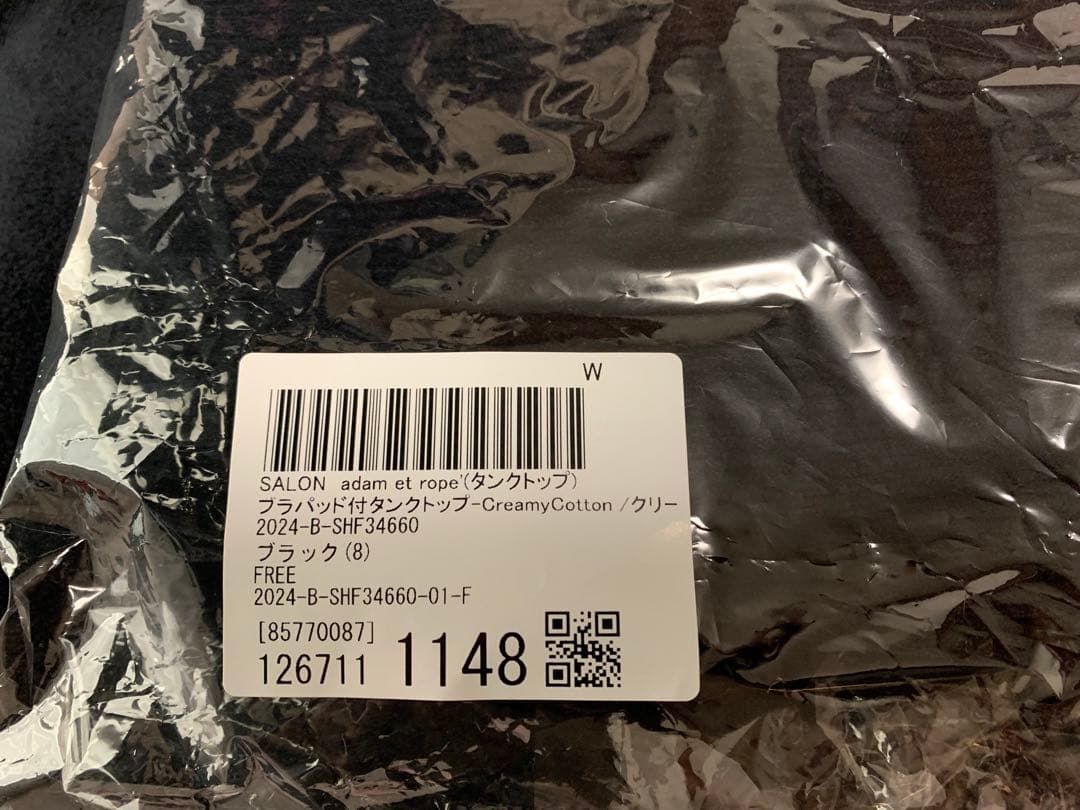 W
SALON adam et rope'(タンクトップ)
ブラパッド付タンクトップ-CreamyCotton /クリー
2024-B-SHF34660
ブラック(8)
FREE
2024-B-SHF34660-01-F
[85770087]
126711 1148